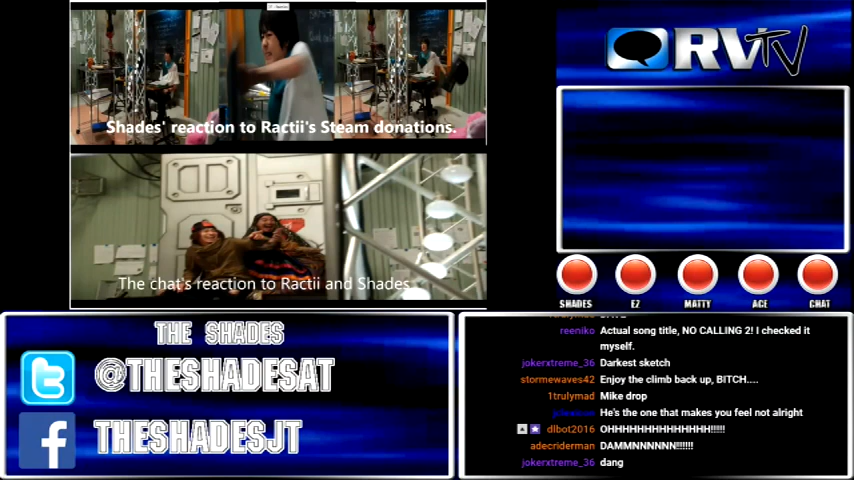 Shades' reaction to Ractii's Steam donations.
The chat's reaction to Ractii and Shades.
RVTV
SHADES
EZ
MATTY
ACE
CHAT
THE SHADES
@THESHADESAT
THESHADESJT
reeniko Actual song title, NO CALLING 2! I checked it
myself.
jokerxtreme_36 Darkest sketch
stormewaves42 Enjoy the climb back up, BITCH....
1trulymad Mike drop
He's the one that makes you feel not alright
dlbot2016 OHHHHHHHHHHHHHH!!!!!
adecriderman DAMMNNNNNN!!!!!!
jokerxtreme_36 dang